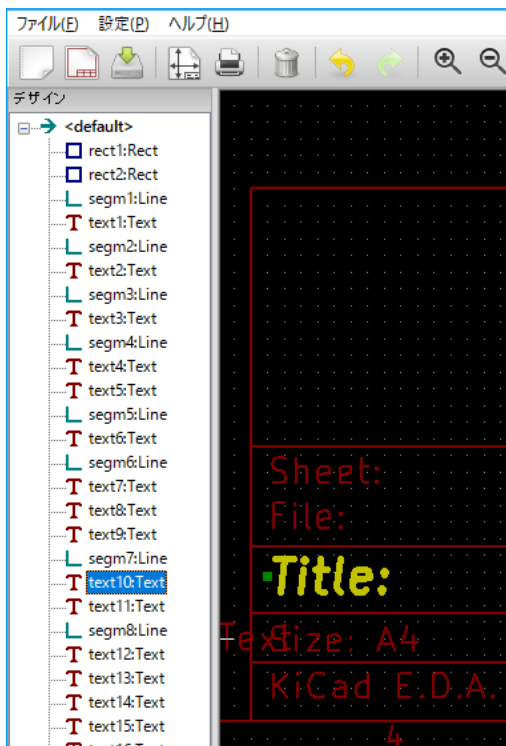 ファイル(F) 設定(P) ヘルプ(H)
デザイン
<default>
rect1:Rect
rect2:Rect
segm1:Line
text1:Text
segm2:Line
text2:Text
segm3:Line
text3:Text
segm4:Line
text4:Text
text5:Text
segm5:Line
text6:Text
segm6:Line
text7:Text
text8:Text
text9:Text
segm7:Line
text10:Text
text11:Text
segm8:Line
text12:Text
text13:Text
text14:Text
text15:Text
Sheet:
File:
Title:
Text
Size: A4
KiCad E.D.A.
4